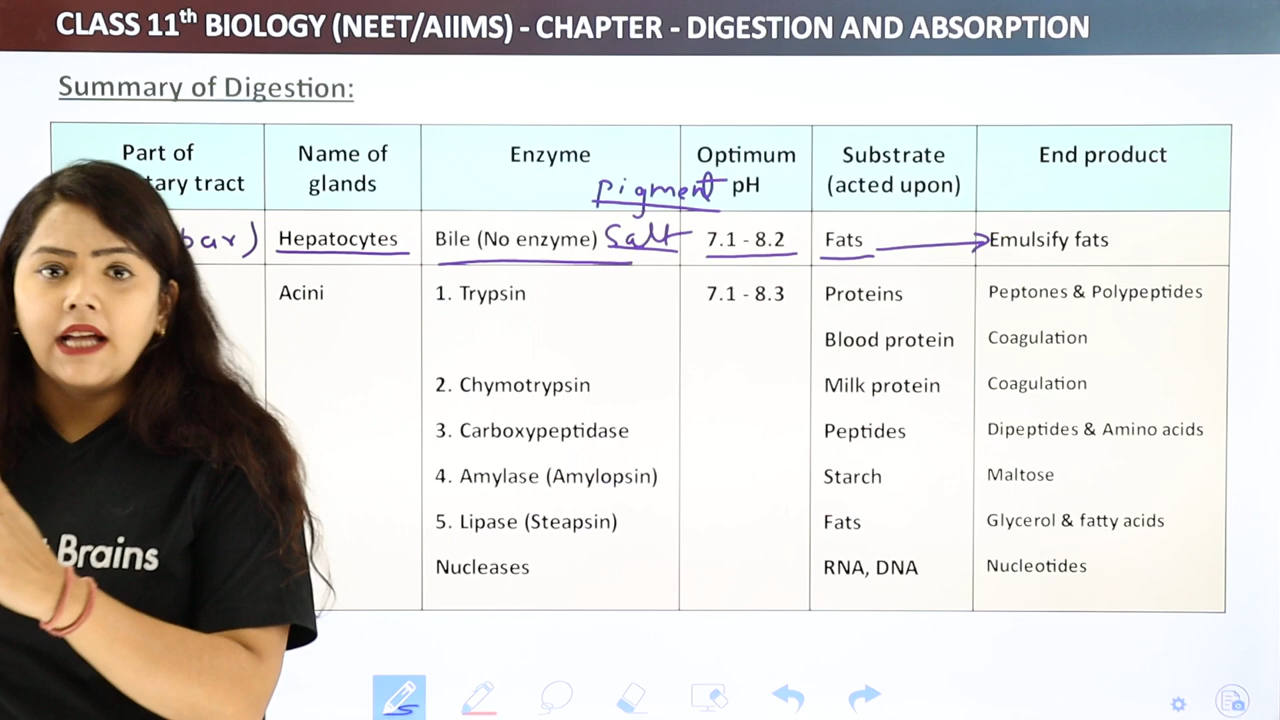 CLASS 11th BIOLOGY (NEET/AIIMS) - CHAPTER - DIGESTION AND ABSORPTION
Summary of Digestion:
Part of
tary tract
Name of
glands
Enzyme
Optimum
pH
Substrate
(acted upon)
End product
Pigment
bar)
Hepatocytes
Bile (No enzyme)
Salt
7.1 - 8.2
Fats
Emulsify fats
Acini
1. Trypsin
7.1 - 8.3
Proteins
Peptones & Polypeptides
Blood protein
Coagulation
2. Chymotrypsin
Milk protein
Coagulation
3. Carboxypeptidase
Peptides
Dipeptides & Amino acids
4. Amylase (Amylopsin)
Starch
Maltose
5. Lipase (Steapsin)
Fats
Glycerol & fatty acids
Nucleases
RNA, DNA
Nucleotides
Brains